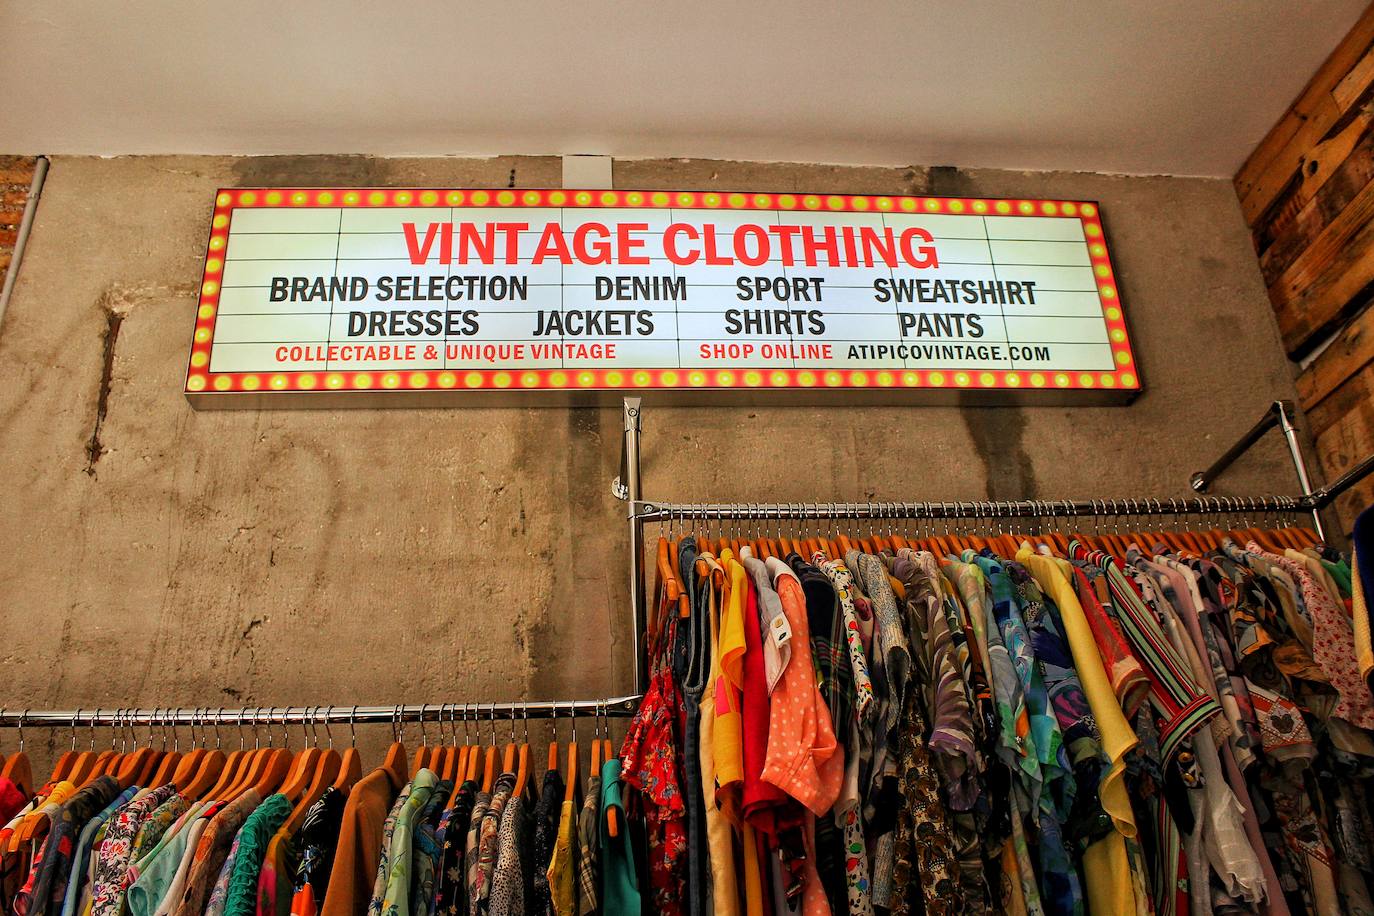 VINTAGE CLOTHING
BRAND SELECTION DENIM SPORT SWEATSHIRT
DRESSES JACKETS SHIRTS PANTS
COLLECTABLE & UNIQUE VINTAGE SHOP ONLINE ATIPICOVINTAGE.COM